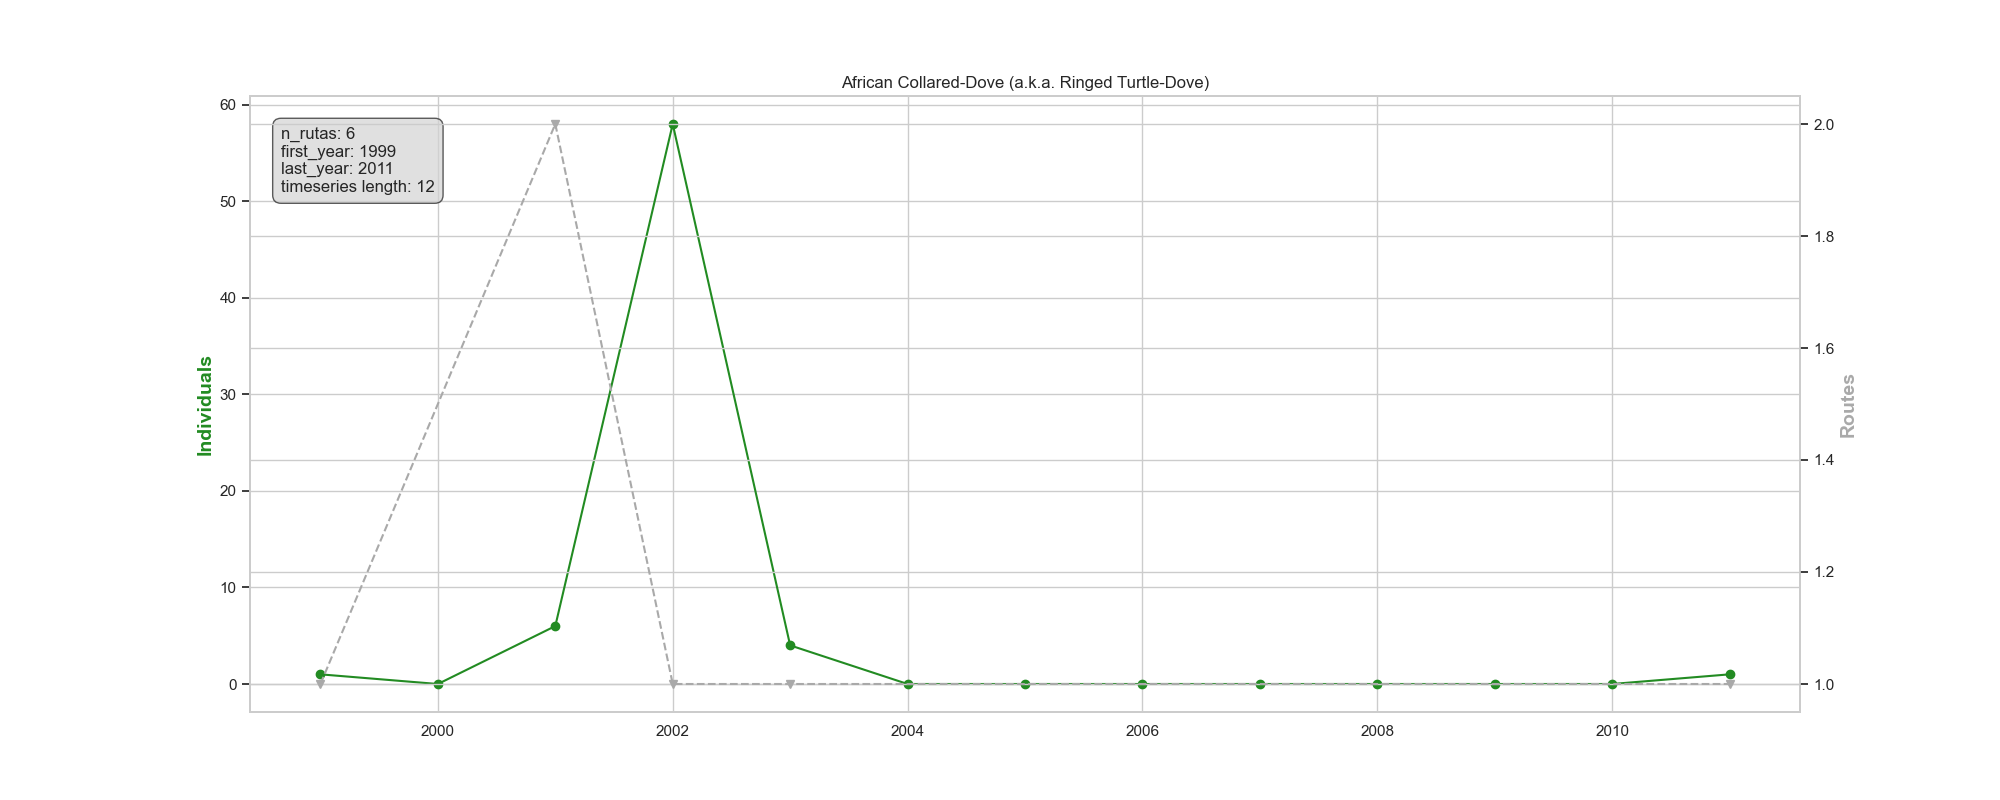 African Collared-Dove (a.k.a. Ringed Turtle-Dove)
n_rutas: 6
first_year: 1999
last_year: 2011
timeseries length: 12
60
50
40
30
20
10
0
Individuals
2.0
1.8
1.6
1.4
1.2
1.0
Routes
2000
2002
2004
2006
2008
2010